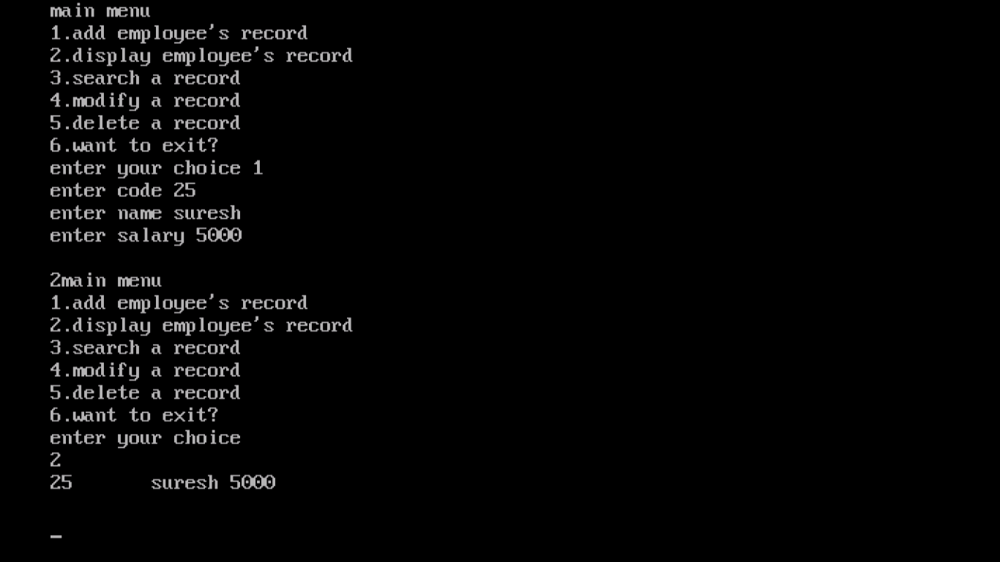 main menu
1.add employee's record
2.display employee's record
3.search a record
4.modify a record
5.delete a record
6.want to exit?
enter your choice 1
enter code 25
enter name suresh
enter salary 5000
2main menu
1.add employee's record
2.display employee's record
3.search a record
4.modify a record
5.delete a record
6.want to exit?
enter your choice
2
25 suresh 5000
_